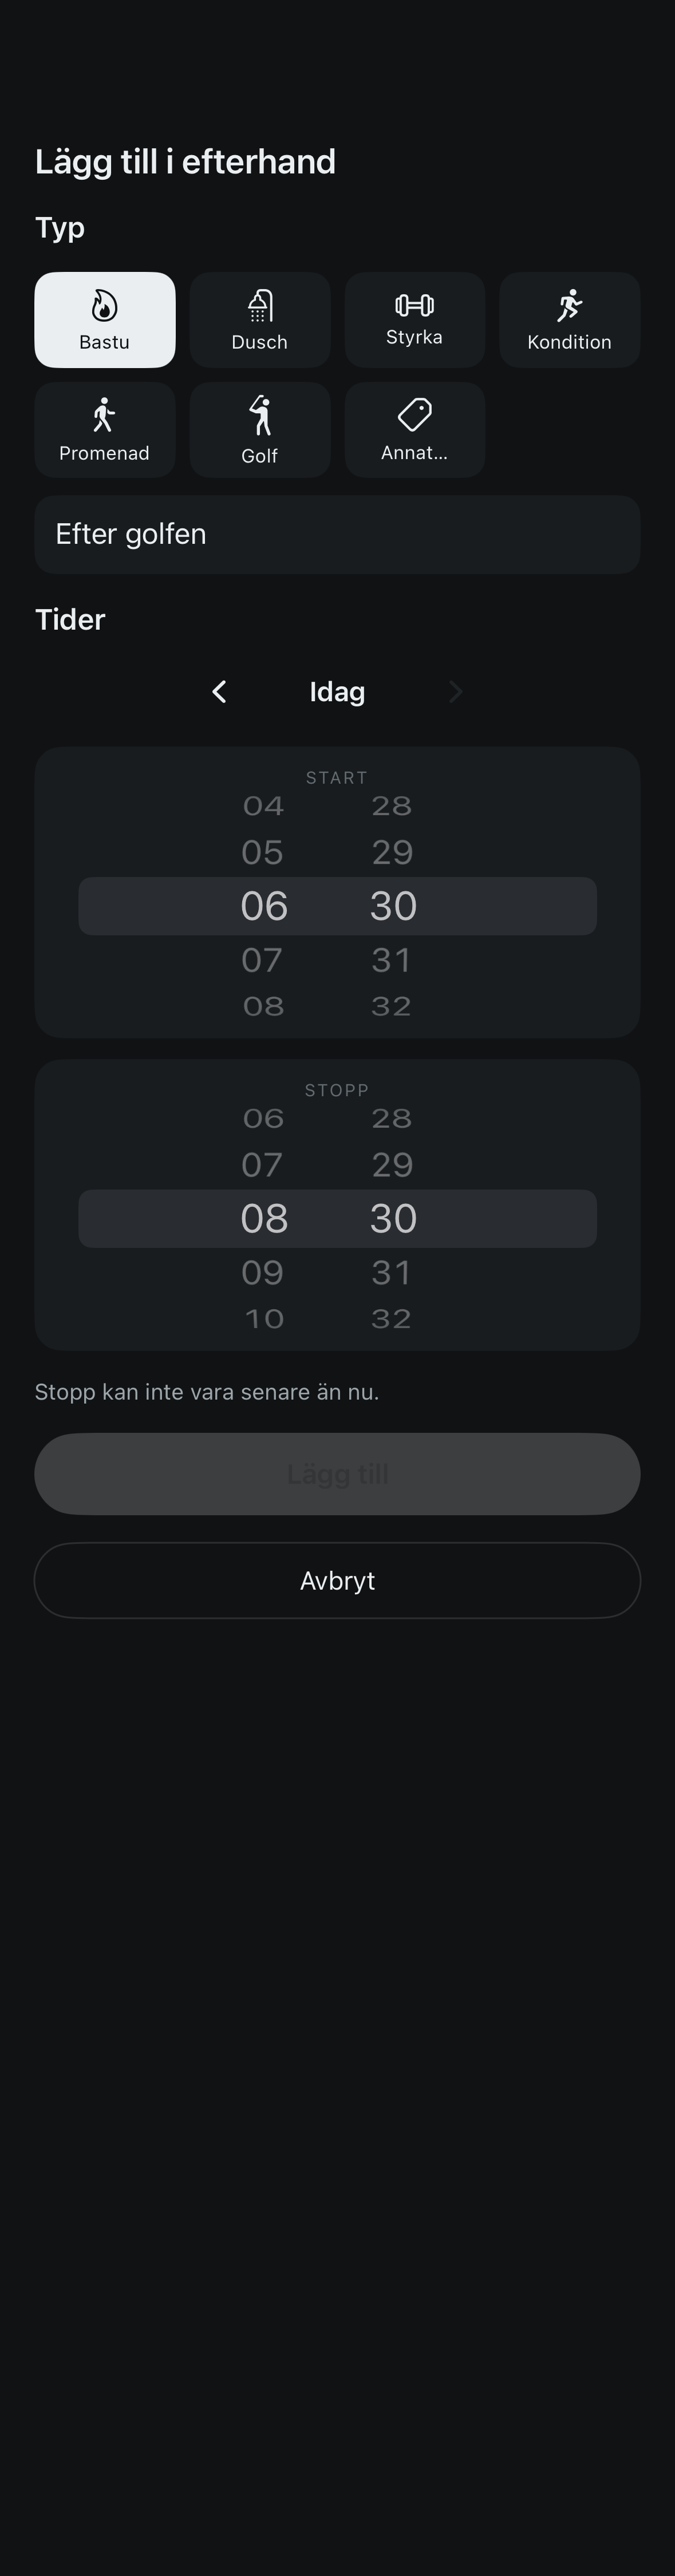 Lägg till i efterhand
Typ
Bastu
Dusch
Styrka
Kondition
Promenad
Golf
Annat...
Efter golfen
Tider
Idag
START
04 28
05 29
06 30
07 31
08 32
STOPP
06 28
07 29
08 30
09 31
10 32
Stopp kan inte vara senare än nu.
Lägg till
Avbryt